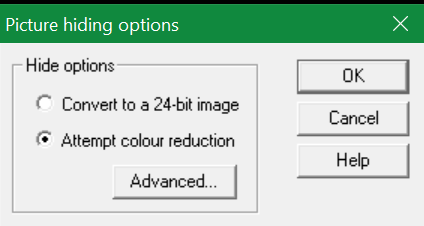 Picture hiding options
Hide options
Convert to a 24-bit image
Attempt colour reduction
Advanced...
OK
Cancel
Help